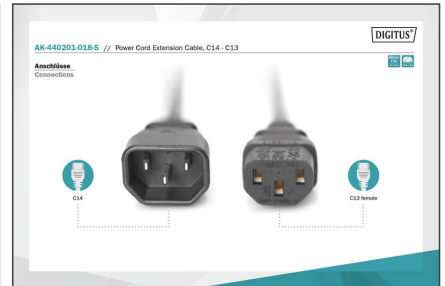 DIGITUS®
AK-440201-018-S // Power Cord Extension Cable, C14 - C13
Anschlüsse
Connections
C14
C13 female